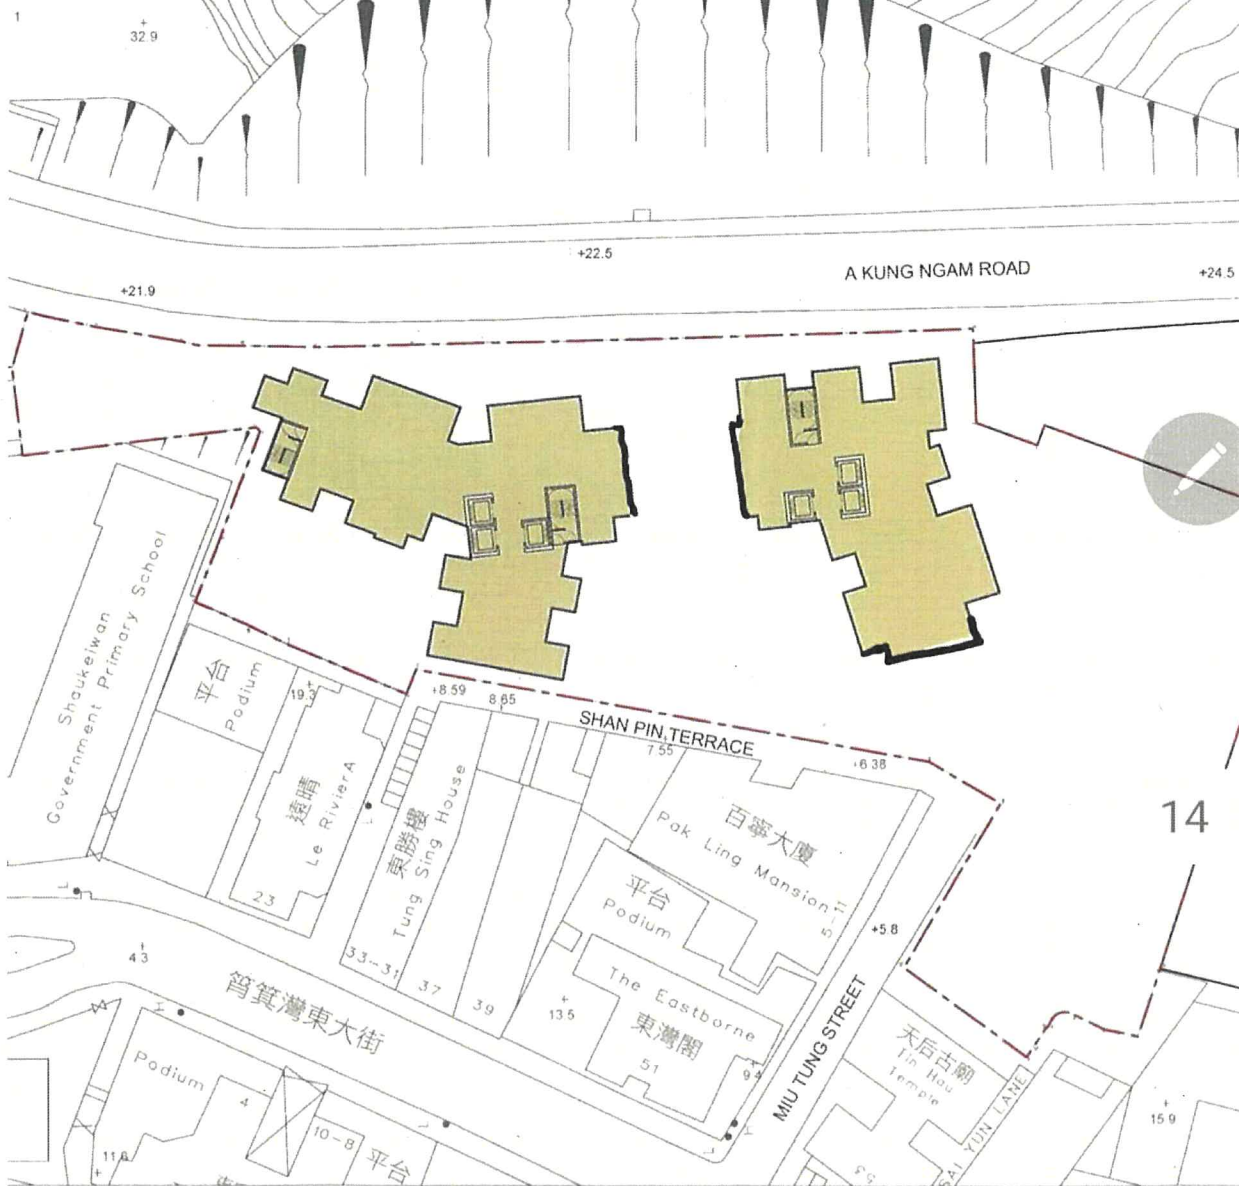 1
+
32.9
+22.5
A KUNG NGAM ROAD
+24.5
+21.9
Shaukeiwan
Government Primary School
平台
Podium
19.3
+8.59
8.65
SHAN PIN TERRACE
7.55
+6.38
14
遠晴
Le RivierA
23
東勝樓
Tung Sing House
33-31
37
39
百寧大廈
Pak Ling Mansion
5-11
平台
Podium
+5.8
4.3
筲箕灣東大街
The Eastborne
東灣閣
51
13.5
9.4
MIU TUNG STREET
天后古廟
Tin Hau
Temple
53
SAI YUN LANE
15.9
Podium
4
10-8
平台
11.6